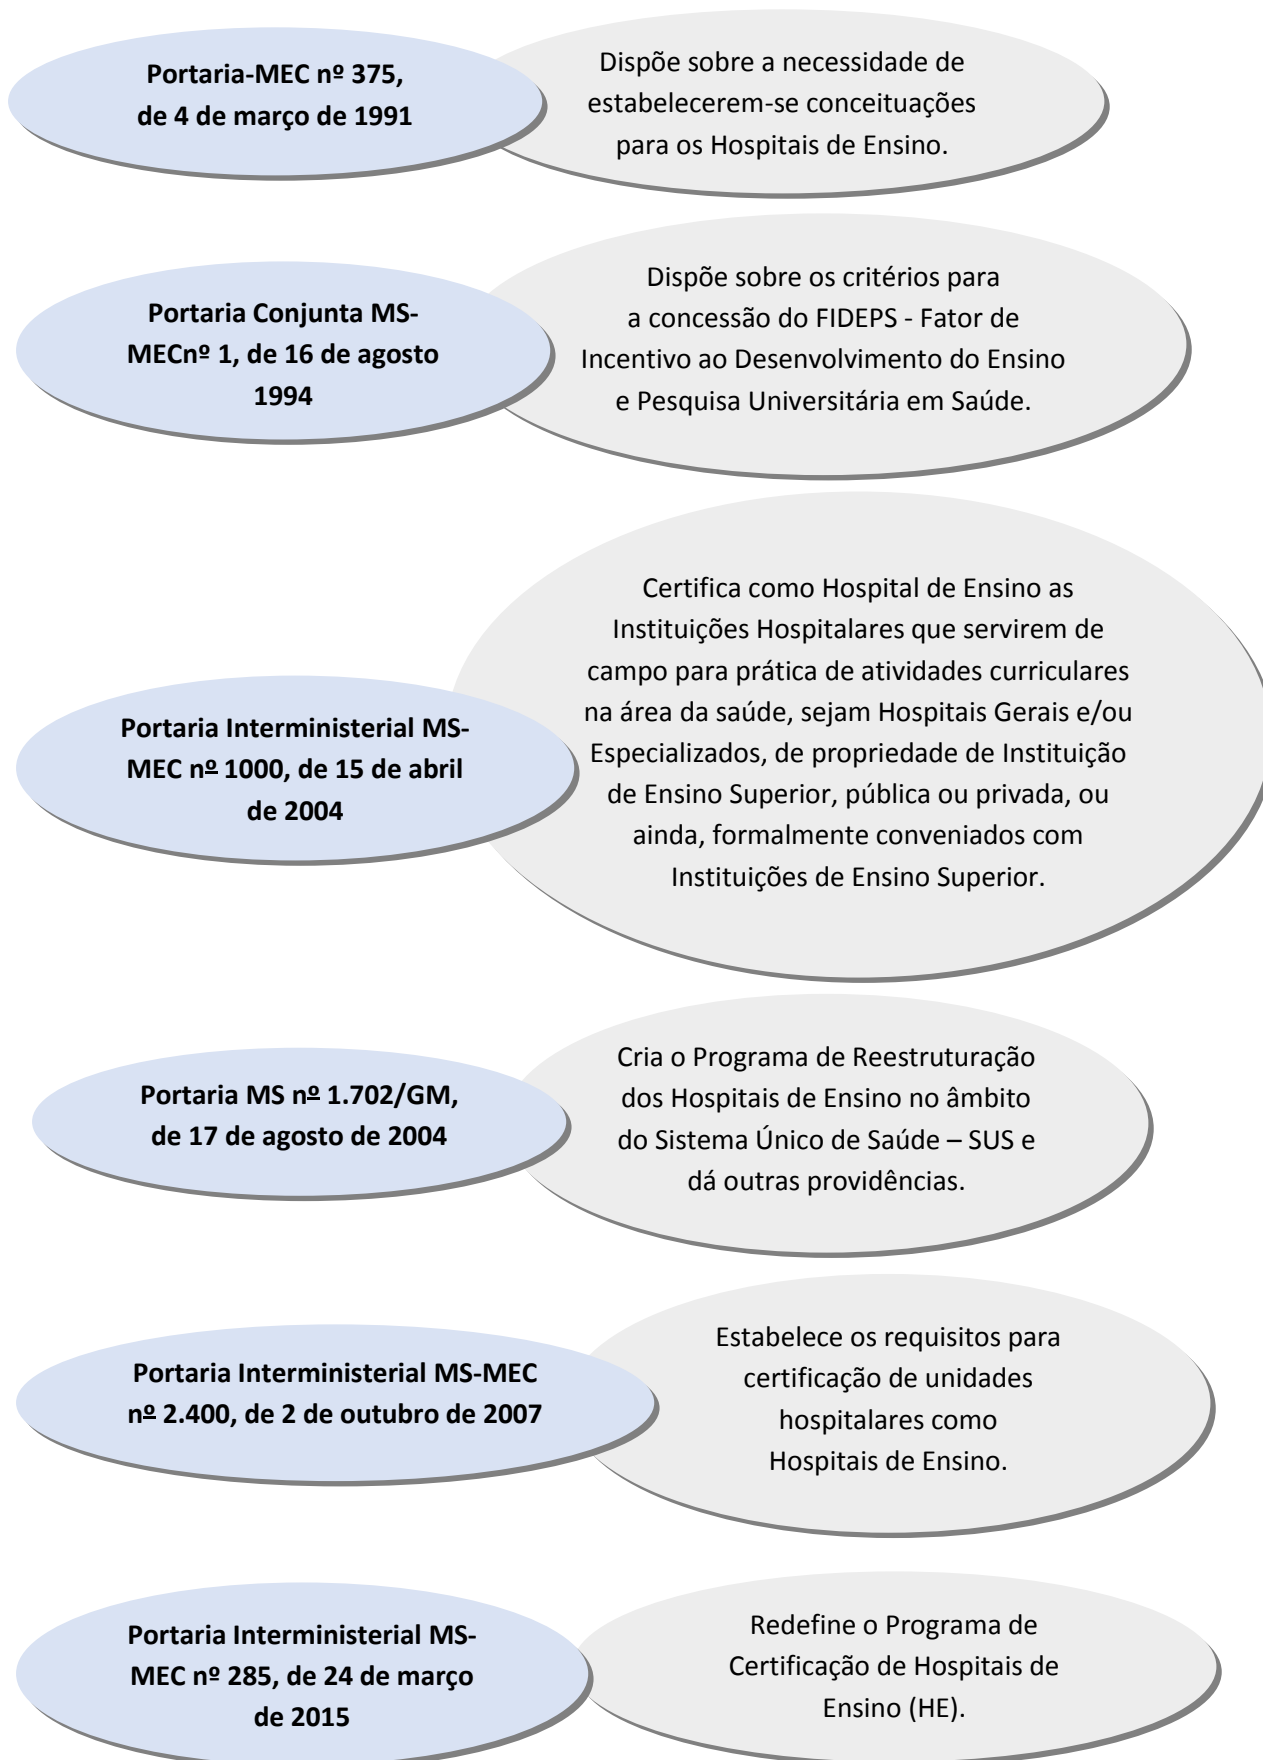 Portaria-MEC nº 375,
de 4 de março de 1991
Dispõe sobre a necessidade de
estabelecerem-se conceituações
para os Hospitais de Ensino.
Portaria Conjunta MS-
MECnº 1, de 16 de agosto
1994
Dispõe sobre os critérios para
a concessão do FIDEPS - Fator de
Incentivo ao Desenvolvimento do Ensino
e Pesquisa Universitária em Saúde.
Portaria Interministerial MS-
MEC nº 1000, de 15 de abril
de 2004
Certifica como Hospital de Ensino as
Instituições Hospitalares que servirem de
campo para prática de atividades curriculares
na área da saúde, sejam Hospitais Gerais e/ou
Especializados, de propriedade de Instituição
de Ensino Superior, pública ou privada, ou
ainda, formalmente conveniados com
Instituições de Ensino Superior.
Portaria MS nº 1.702/GM,
de 17 de agosto de 2004
Cria o Programa de Reestruturação
dos Hospitais de Ensino no âmbito
do Sistema Único de Saúde – SUS e
dá outras providências.
Portaria Interministerial MS-MEC
nº 2.400, de 2 de outubro de 2007
Estabelece os requisitos para
certificação de unidades
hospitalares como
Hospitais de Ensino.
Portaria Interministerial MS-
MEC nº 285, de 24 de março
de 2015
Redefine o Programa de
Certificação de Hospitais de
Ensino (HE).